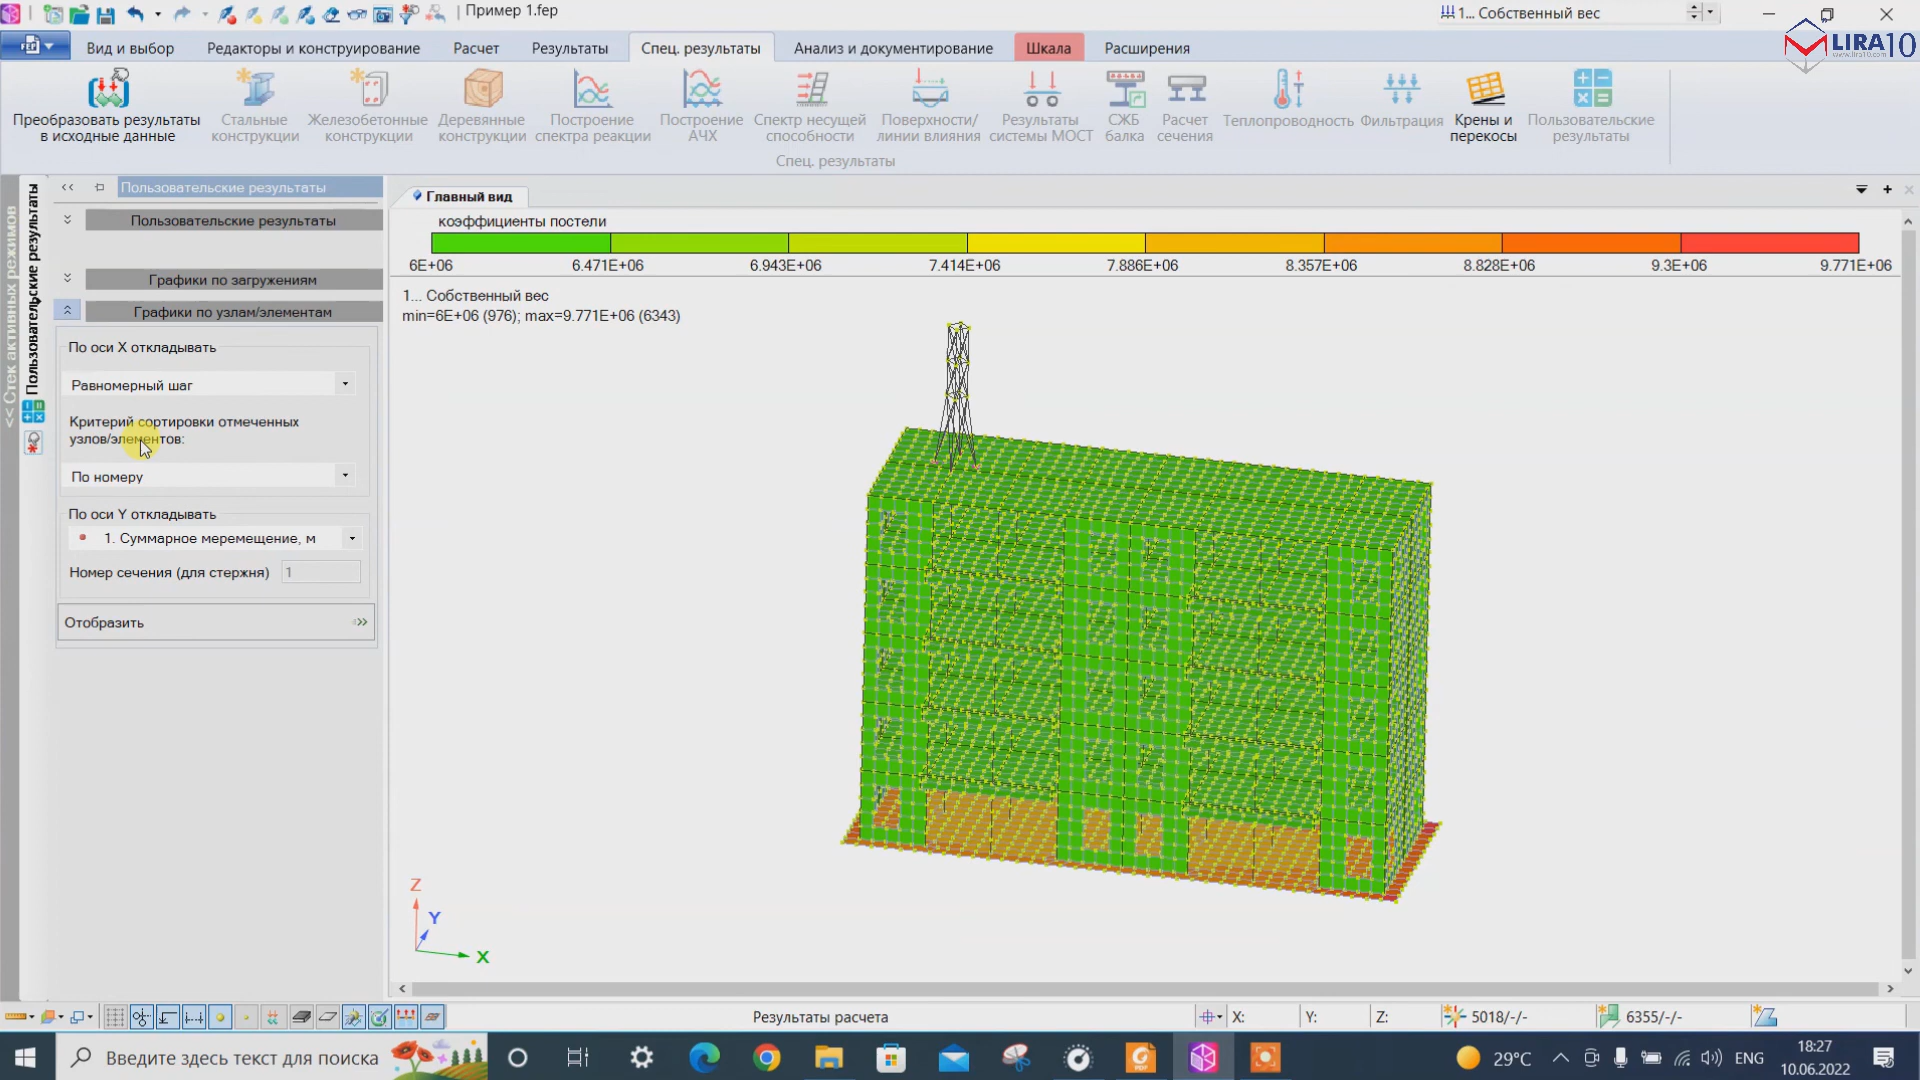 Пример 1.fep
1... Собственный вес
LIRA10
Вид и выбор
Редакторы и конструирование
Расчет
Результаты
Спец. результаты
Анализ и документирование
Шкала
Расширения
Преобразовать результаты
в исходные данные
Стальные
конструкции
Железобетонные
конструкции
Деревянные
конструкции
Построение
спектра реакции
Построение
АЧХ
Спектр несущей
способности
Поверхности/
линии влияния
Результаты
системы МОСТ
СЖБ
балка
Расчет
сечения
Теплопроводность
Фильтрация
Крены и
перекосы
Пользовательские
результаты
Спец. результаты
<< Стек активных режимов
Пользовательские результаты
Пользовательские результаты
Пользовательские результаты
Графики по загружениям
Графики по узлам/элементам
По оси X откладывать
Равномерный шаг
Критерий сортировки отмеченных
узлов/элементов:
По номеру
По оси Y откладывать
1. Суммарное меремещение, м
Номер сечения (для стержня) 1
Отобразить
Главный вид
коэффициенты постели
6E+06 6.471E+06 6.943E+06 7.414E+06 7.886E+06 8.357E+06 8.828E+06 9.3E+06 9.771E+06
1... Собственный вес
min=6E+06 (976); max=9.771E+06 (6343)
Z
Y
X
Результаты расчета
X: Y: Z:
5018/-/-
6355/-/-
Введите здесь текст для поиска
29°C
ENG
18:27
10.06.2022